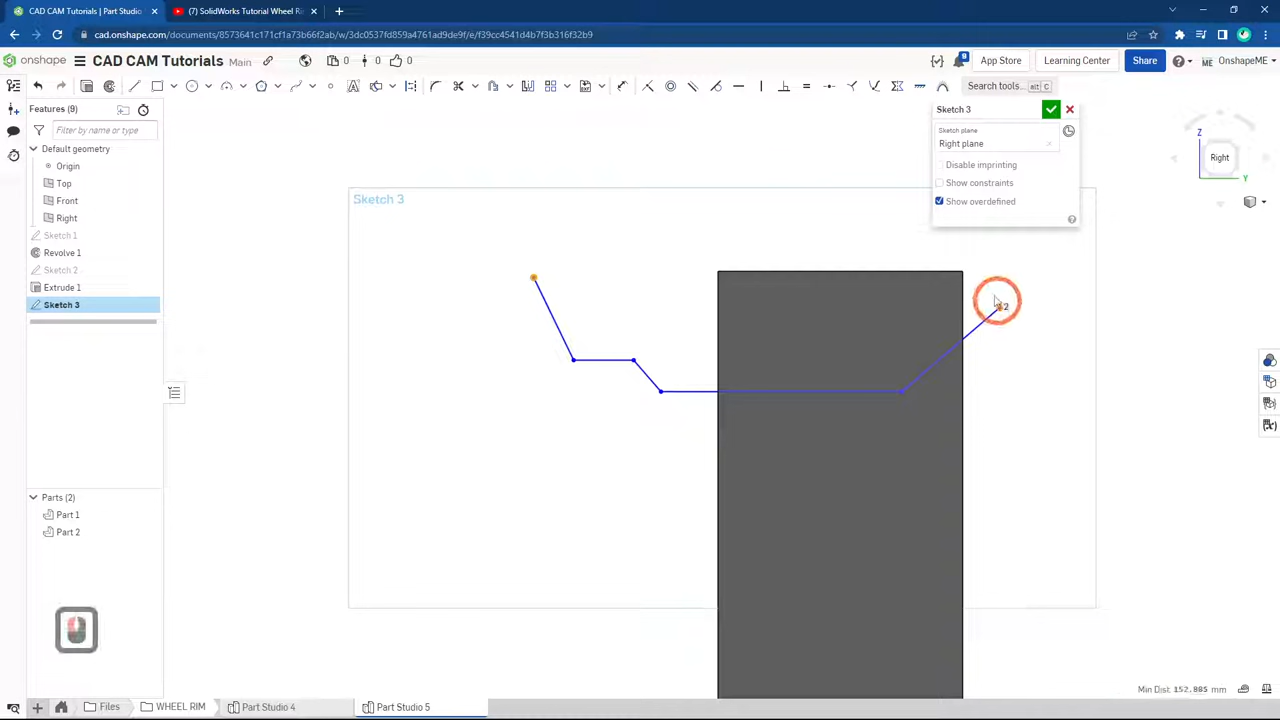 CAD CAM Tutorials | Part Studio
SolidWorks Tutorial Wheel Re
cad.onshape.com/documents/8573641c171cf1a73b66f2ab/w/3dc0537fd859a4761ad9de9f/e/f39cc4541d4b7f3b316f32b9
onshape
CAD CAM Tutorials
Main
0
0
0
9
App Store
Learning Center
Share
ME OnshapeME
Search tools...
alt C
Features (9)
Filter by name or type
Default geometry
Origin
Top
Front
Right
Sketch 1
Revolve 1
Sketch 2
Extrude 1
Sketch 3
Sketch 3
Sketch 3
Sketch plane
Right plane
Disable imprinting
Show constraints
Show overdefined
Z
Right
Y
2
Parts (2)
Part 1
Part 2
Min Dist: 152.885 mm
Files
WHEEL RIM
Part Studio 4
Part Studio 5